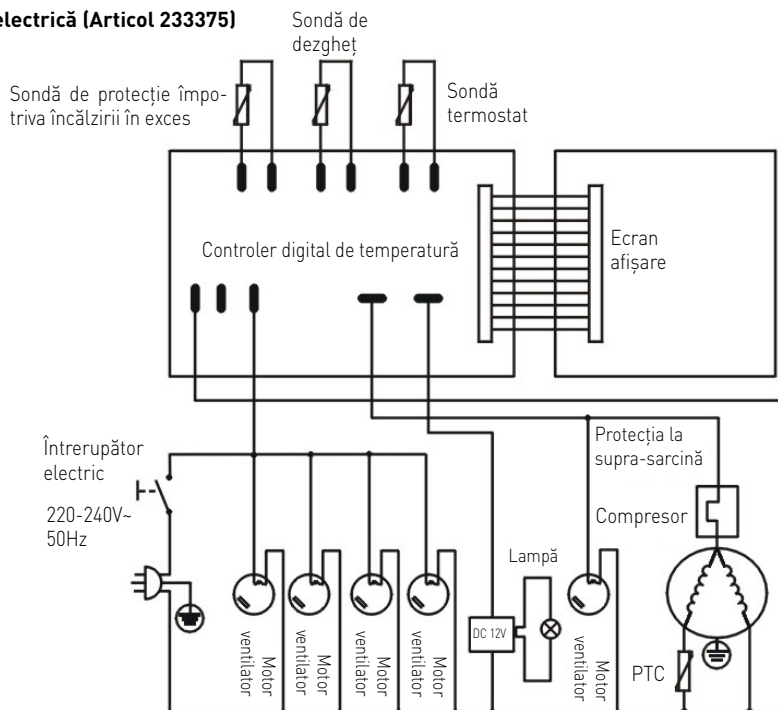 electrică (Articol 233375)
Sondă de
dezgheț
Sondă de protecție împo-
triva încălzirii în exces
Sondă
termostat
Controler digital de temperatură
Ecran
afișare
Întrerupător
electric
220-240V~
50Hz
Protecția la
supra-sarcină
Compresor
Lampă
DC 12V
Motor
ventilator
Motor
ventilator
Motor
ventilator
Motor
ventilator
Motor
ventilator
PTC